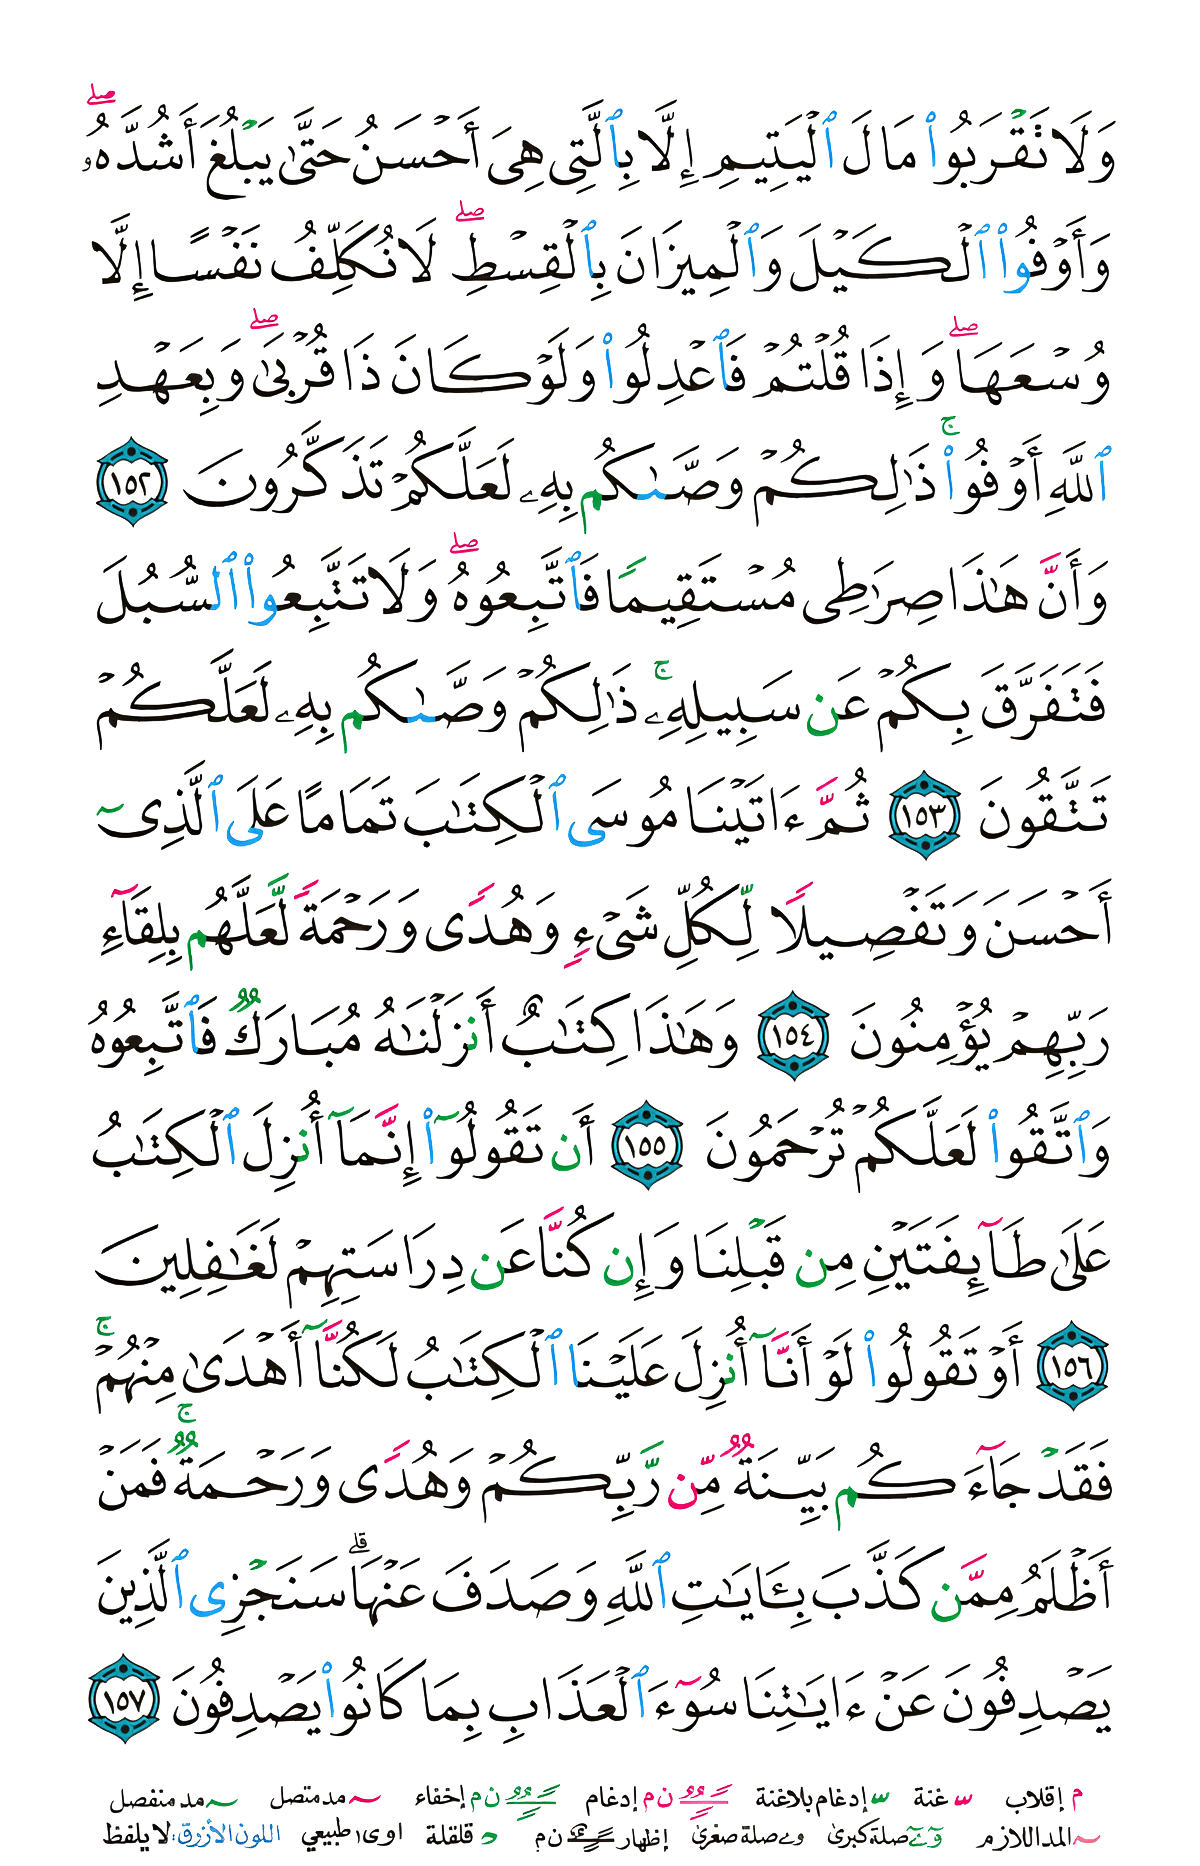 وَلَا تَقْرَبُوا۟ مَالَ ٱلْيَتِيمِ إِلَّا بِٱلَّتِى هِىَ أَحْسَنُ حَتَّىٰ يَبْلُغَ أَشُدَّهُۥ ۖ
وَأَوْفُوا۟ ٱلْكَيْلَ وَٱلْمِيزَانَ بِٱلْقِسْطِ ۖ لَا نُكَلِّفُ نَفْسًا إِلَّا
وُسْعَهَا ۖ وَإِذَا قُلْتُمْ فَٱعْدِلُوا۟ وَلَوْ كَانَ ذَا قُرْبَىٰ ۖ وَبِعَهْدِ
ٱللَّهِ أَوْفُوا۟ ۚ ذَٰلِكُمْ وَصَّىٰكُم بِهِۦ لَعَلَّكُمْ تَذَكَّرُونَ ١٥٢
وَأَنَّ هَٰذَا صِرَٰطِى مُسْتَقِيمًا فَٱتَّبِعُوهُ ۖ وَلَا تَتَّبِعُوا۟ ٱلسُّبُلَ
فَتَفَرَّقَ بِكُمْ عَن سَبِيلِهِۦ ۚ ذَٰلِكُمْ وَصَّىٰكُم بِهِۦ لَعَلَّكُمْ
تَتَّقُونَ ١٥٣ ثُمَّ ءَاتَيْنَا مُوسَى ٱلْكِتَٰبَ تَمَامًا عَلَى ٱلَّذِىٓ
أَحْسَنَ وَتَفْصِيلًا لِّكُلِّ شَىْءٍ وَهُدًى وَرَحْمَةً لَّعَلَّهُم بِلِقَآءِ
رَبِّهِمْ يُؤْمِنُونَ ١٥٤ وَهَٰذَا كِتَٰبٌ أَنزَلْنَٰهُ مُبَارَكٌ فَٱتَّبِعُوهُ
وَٱتَّقُوا۟ لَعَلَّكُمْ تُرْحَمُونَ ١٥٥ أَن تَقُولُوٓا۟ إِنَّمَآ أُنزِلَ ٱلْكِتَٰبُ
عَلَىٰ طَآئِفَتَيْنِ مِن قَبْلِنَا وَإِن كُنَّا عَن دِرَاسَتِهِمْ لَغَٰفِلِينَ
١٥٦ أَوْ تَقُولُوا۟ لَوْ أَنَّآ أُنزِلَ عَلَيْنَا ٱلْكِتَٰبُ لَكُنَّآ أَهْدَىٰ مِنْهُمْ ۚ
فَقَدْ جَآءَكُم بَيِّنَةٌ مِّن رَّبِّكُمْ وَهُدًى وَرَحْمَةٌ ۚ فَمَنْ
أَظْلَمُ مِمَّن كَذَّبَ بِـَٔايَٰتِ ٱللَّهِ وَصَدَفَ عَنْهَا ۗ سَنَجْزِى ٱلَّذِينَ
يَصْدِفُونَ عَنْ ءَايَٰتِنَا سُوٓءَ ٱلْعَذَابِ بِمَا كَانُوا۟ يَصْدِفُونَ ١٥٧
م إقلاب غنة إدغام بلاغنة ن م إدغام ن م إخفاء مد متصل مد منفصل
المد اللازم صلة كبرى و ے صلة صغرى إظهار ن م قلقلة ا و ى طبيعي اللون الأزرق: لا يلفظ